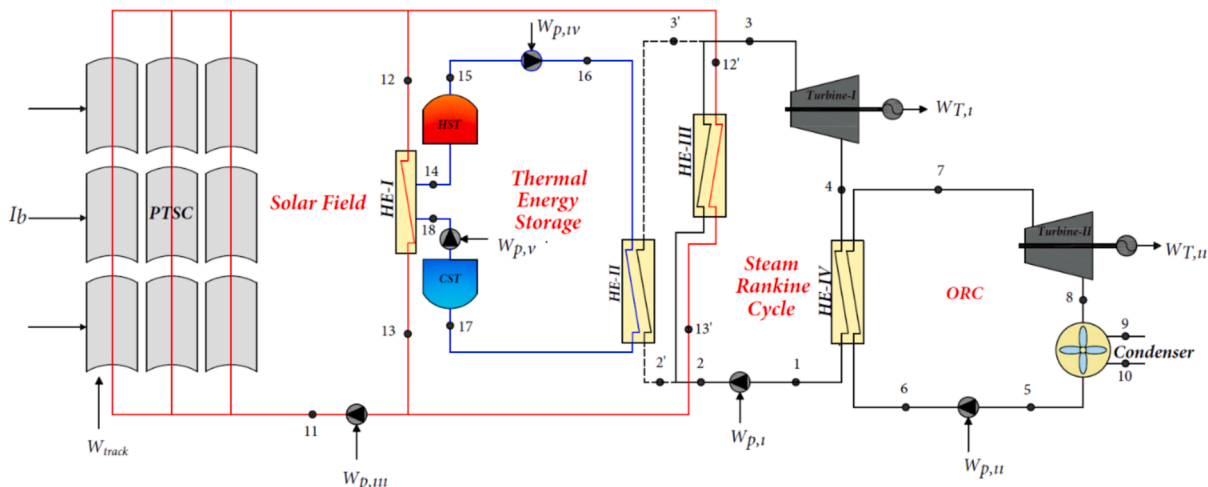 W_{p,IV}
3'
3
15
16
12
12'
Turbine-I
W_{T,I}
HST
HE-III
HE-I
14
Thermal
Energy
Storage
Solar Field
4
7
I_b
PTSC
18
W_{p,V}
Turbine-II
W_{T,II}
HE-II
Steam
Rankine
Cycle
HE-IV
ORC
CST
8
9
Condenser
10
17
13
13'
2'
2
1
6
5
11
W_{track}
W_{p,I}
W_{p,II}
W_{p,III}